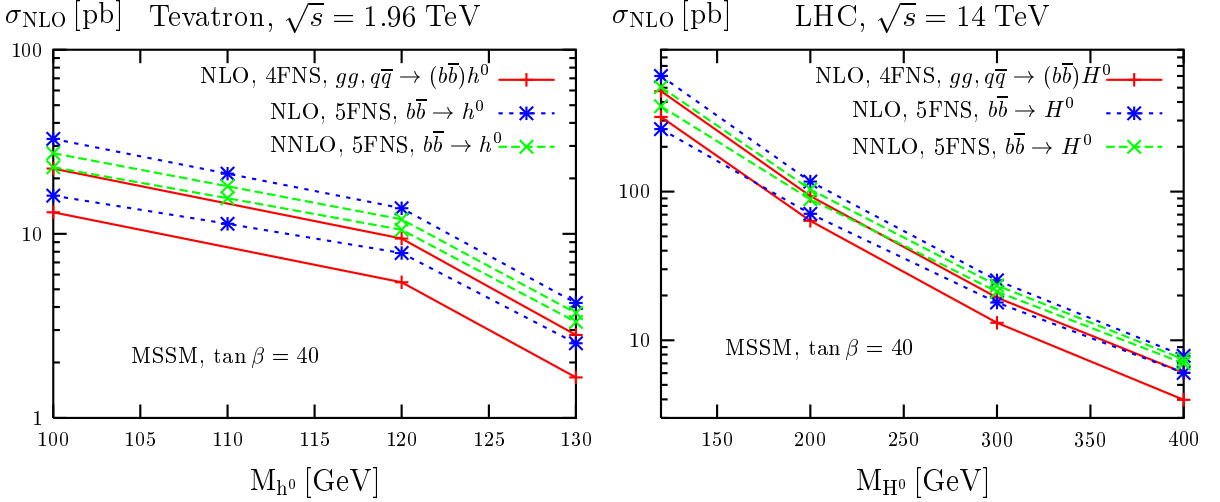 σNLO [pb] Tevatron, √s = 1.96 TeV
100
NLO, 4FNS, gg, qq̅ → (bb̅)h⁰
NLO, 5FNS, bb̅ → h⁰
NNLO, 5FNS, bb̅ → h⁰
10
MSSM, tan β = 40
1
100 105 110 115 120 125 130
M_h⁰ [GeV]
σNLO [pb] LHC, √s = 14 TeV
NLO, 4FNS, gg, qq̅ → (bb̅)H⁰
NLO, 5FNS, bb̅ → H⁰
NNLO, 5FNS, bb̅ → H⁰
100
10
MSSM, tan β = 40
150 200 250 300 350 400
M_H⁰ [GeV]